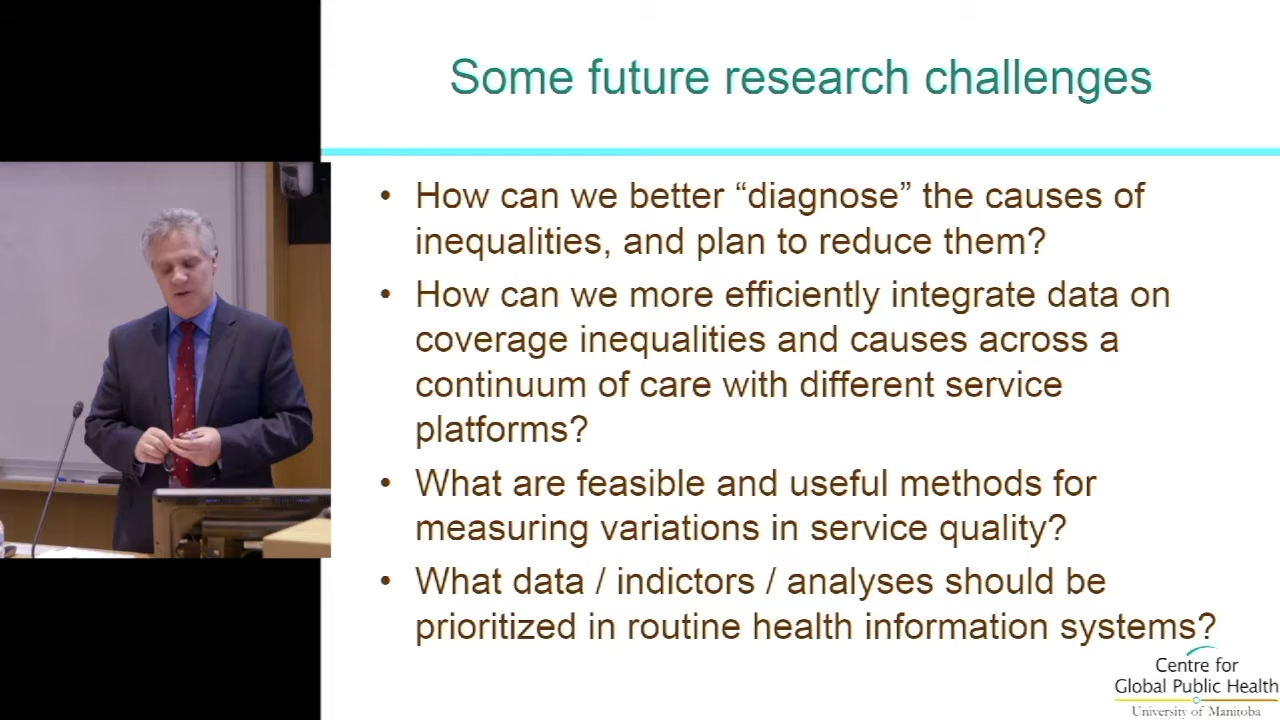 Some future research challenges
• How can we better “diagnose” the causes of
inequalities, and plan to reduce them?
• How can we more efficiently integrate data on
coverage inequalities and causes across a
continuum of care with different service
platforms?
• What are feasible and useful methods for
measuring variations in service quality?
• What data / indictors / analyses should be
prioritized in routine health information systems?
Centre for
Global Public Health
University of Manitoba